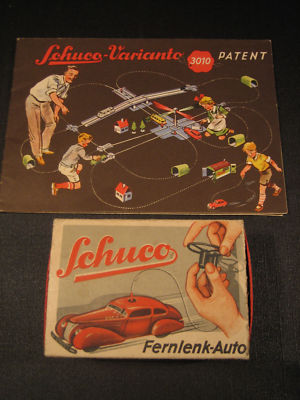 Schuco-Varianto 3010 PATENT
Schuco
Fernlenk-Auto